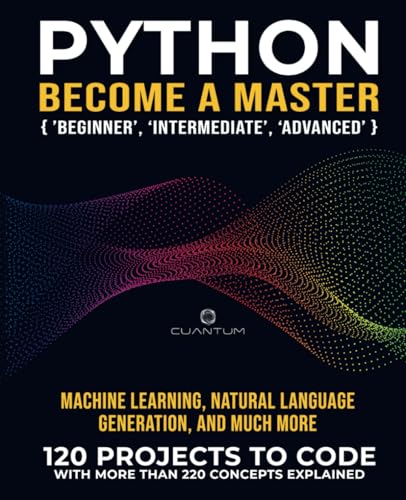 PYTHON
BECOME A MASTER
{ ’BEGINNER’, ‘INTERMEDIATE’, ‘ADVANCED’ }
CUANTUM
MACHINE LEARNING, NATURAL LANGUAGE
GENERATION, AND MUCH MORE
120 PROJECTS TO CODE
WITH MORE THAN 220 CONCEPTS EXPLAINED